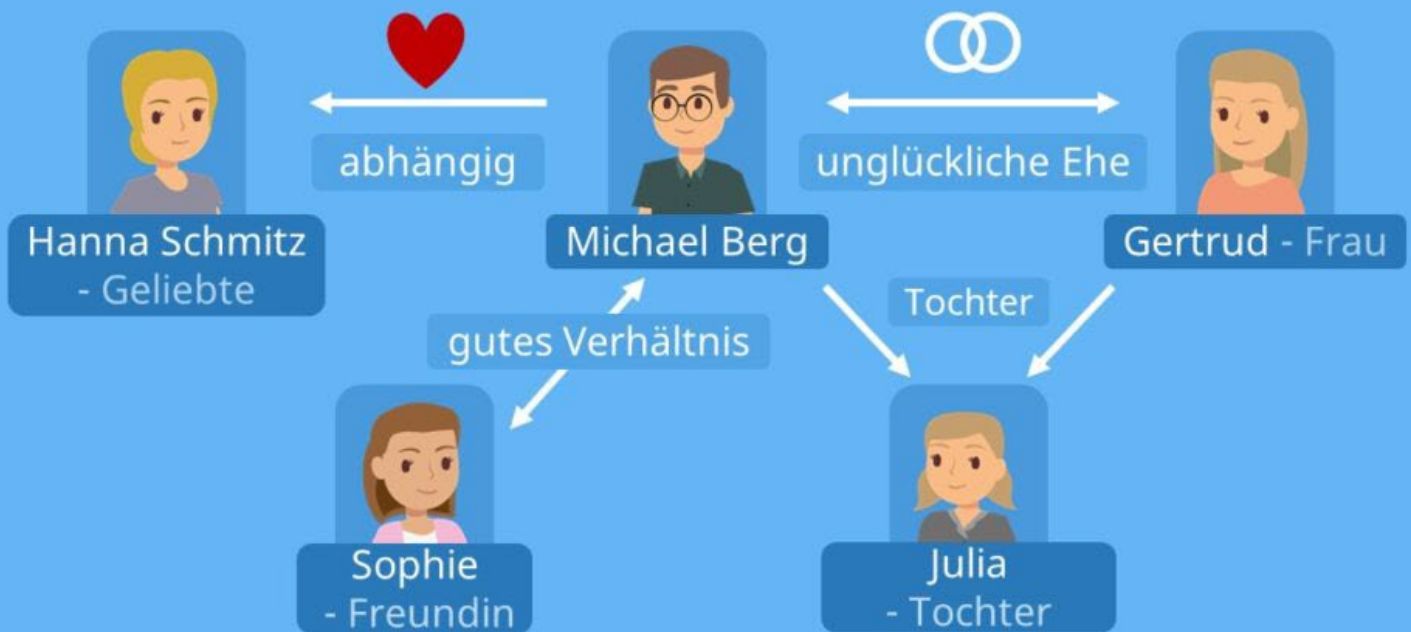 abhängig
unglückliche Ehe
Hanna Schmitz
- Geliebte
Michael Berg
Gertrud - Frau
Tochter
gutes Verhältnis
Sophie
- Freundin
Julia
- Tochter